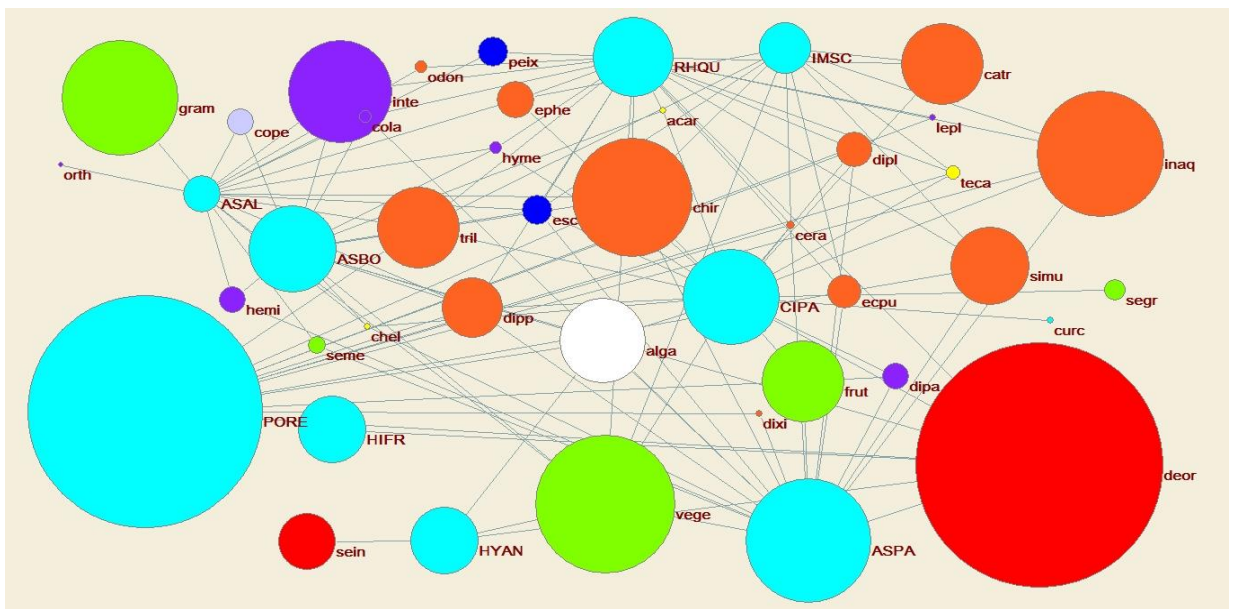 peix
RHQU
IMSC
odon
catr
gram
inte
ephe
cola
acar
cope
lepl
hyme
dipl
inaq
orth
teca
ASAL
esc
chir
tril
cera
ASBO
simu
hemi
dipp
CIPA
ecpu
segr
chel
curc
seme
alga
dipa
frut
PORE
HIFR
dixi
deor
vege
sein
HYAN
ASPA